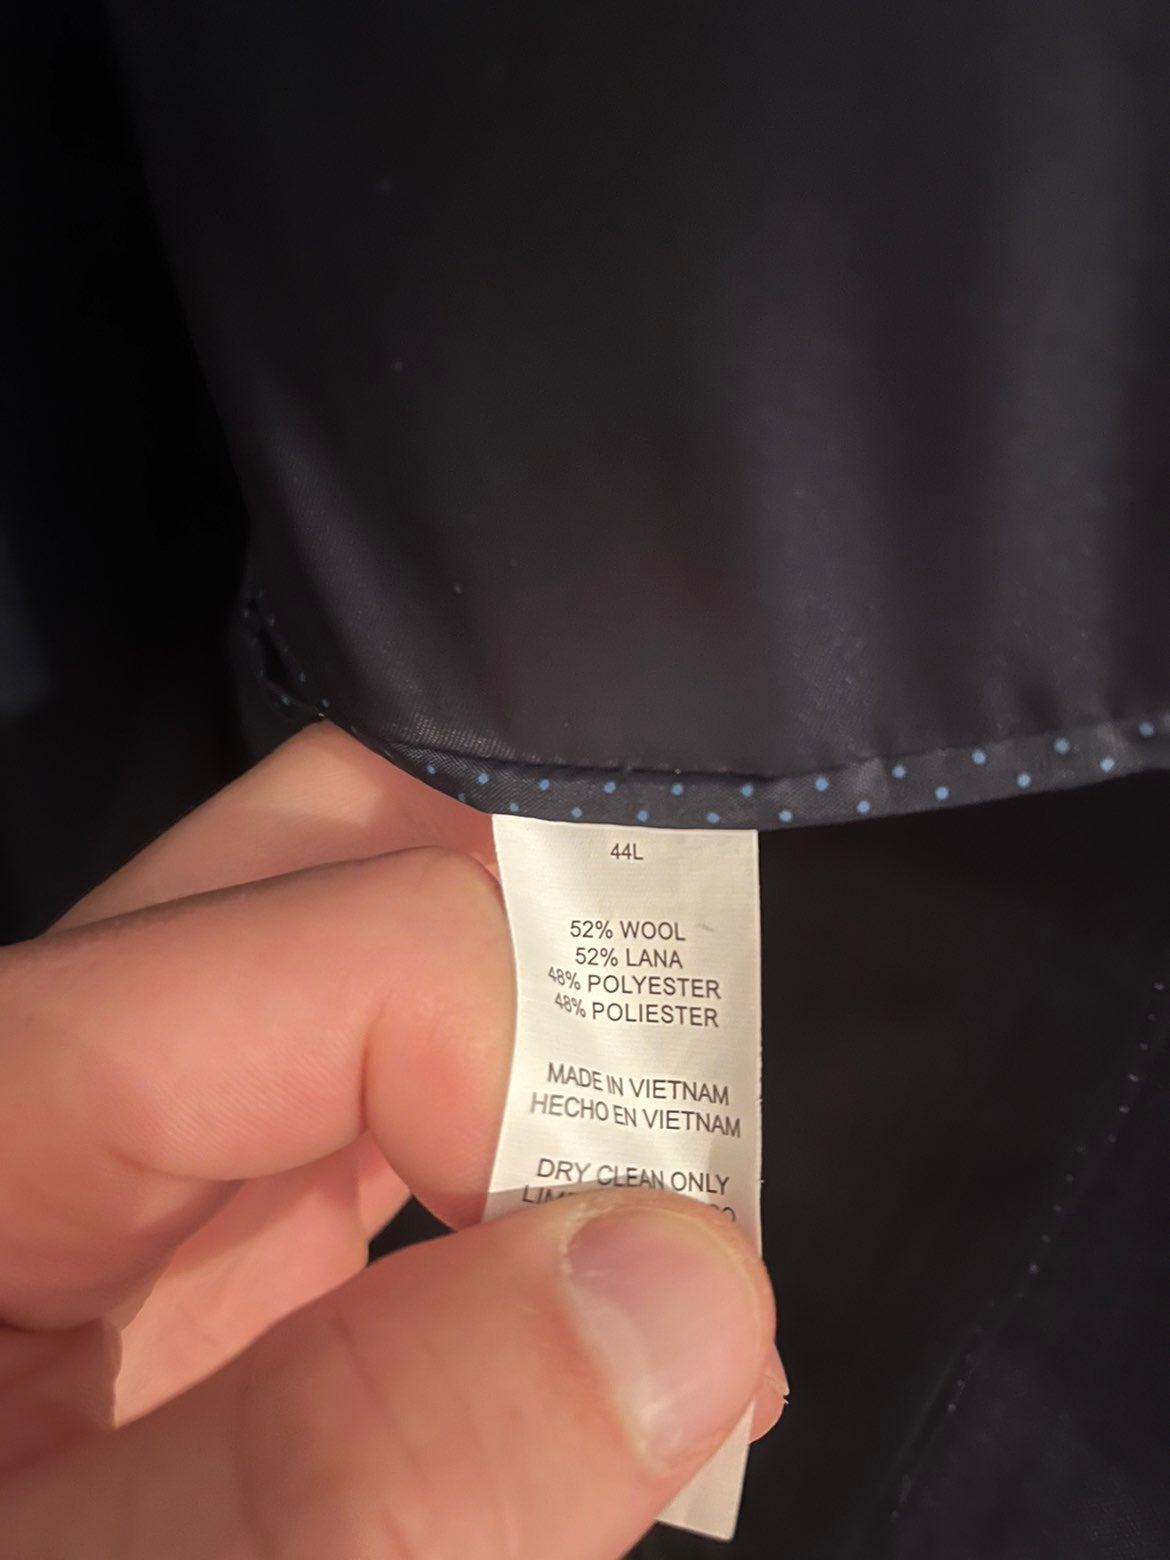 44L
52% WOOL
52% LANA
48% POLYESTER
48% POLIESTER
MADE IN VIETNAM
HECHO EN VIETNAM
DRY CLEAN ONLY